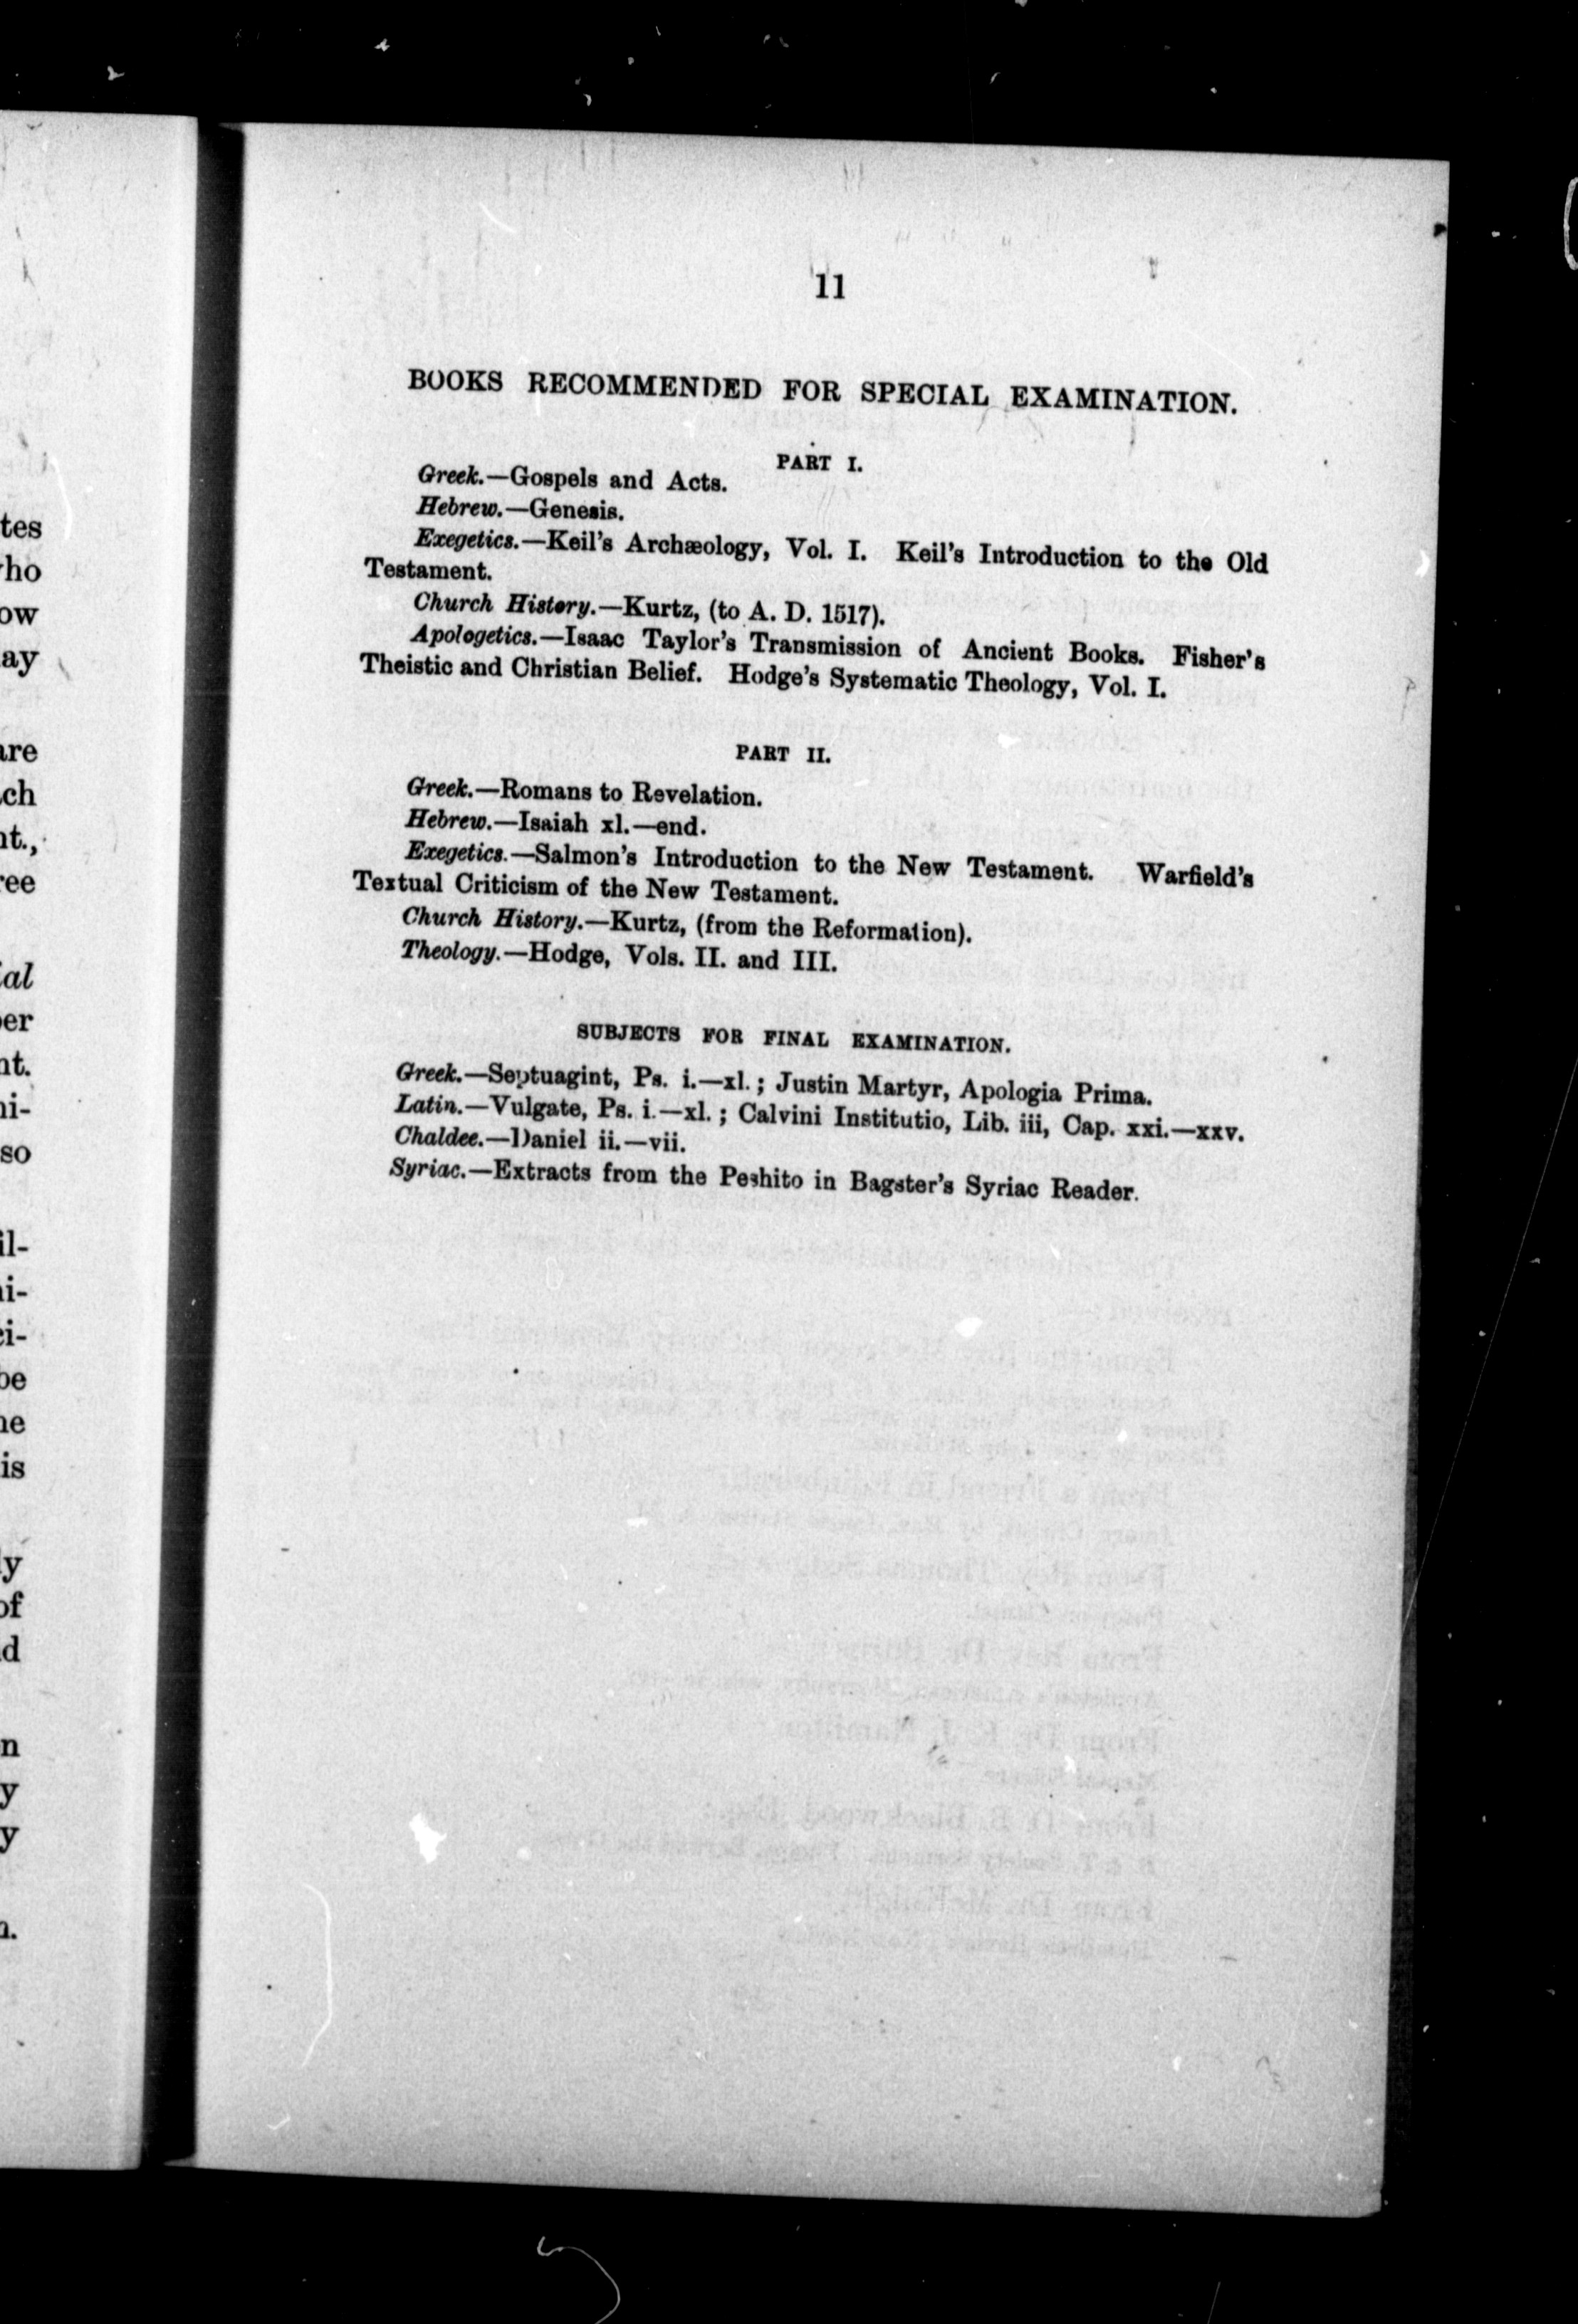 11
BOOKS RECOMMENDED FOR SPECIAL EXAMINATION.
PART I.
Greek.—Gospels and Acts.
Hebrew.—Genesis.
Exegetics.—Keil's Archæology, Vol. I. Keil's Introduction to the Old
Testament.
Church History.—Kurtz, (to A. D. 1517).
Apologetics.—Isaac Taylor's Transmission of Ancient Books. Fisher's
Theistic and Christian Belief. Hodge's Systematic Theology, Vol. I.
PART II.
Greek.—Romans to Revelation.
Hebrew.—Isaiah xl.—end.
Exegetics.—Salmon's Introduction to the New Testament. Warfield's
Textual Criticism of the New Testament.
Church History.—Kurtz, (from the Reformation).
Theology.—Hodge, Vols. II. and III.
SUBJECTS FOR FINAL EXAMINATION.
Greek.—Septuagint, Ps. i.—xl.; Justin Martyr, Apologia Prima.
Latin.—Vulgate, Ps. i.—xl.; Calvini Institutio, Lib. iii, Cap. xxi.—xxv.
Chaldee.—Daniel ii.—vii.
Syriac.—Extracts from the Peshito in Bagster's Syriac Reader.